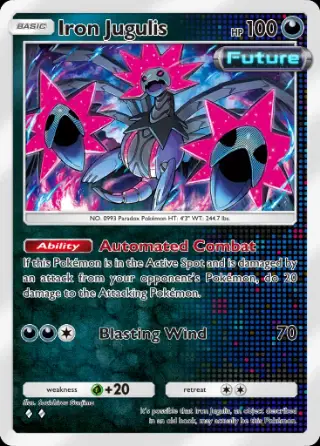 BASIC
Iron Jugulis
HP 100
Future
NO. 0993 Paradox Pokémon HT: 4'3" WT: 244.7 lbs.
Ability Automated Combat
If this Pokémon is in the Active Spot and is damaged by
an attack from your opponent's Pokémon, do 20
damage to the Attacking Pokémon.
Blasting Wind 70
weakness +20 retreat
Illus.
It's possible that Iron Jugulis, an object described
in an old book, may actually be this Pokémon.